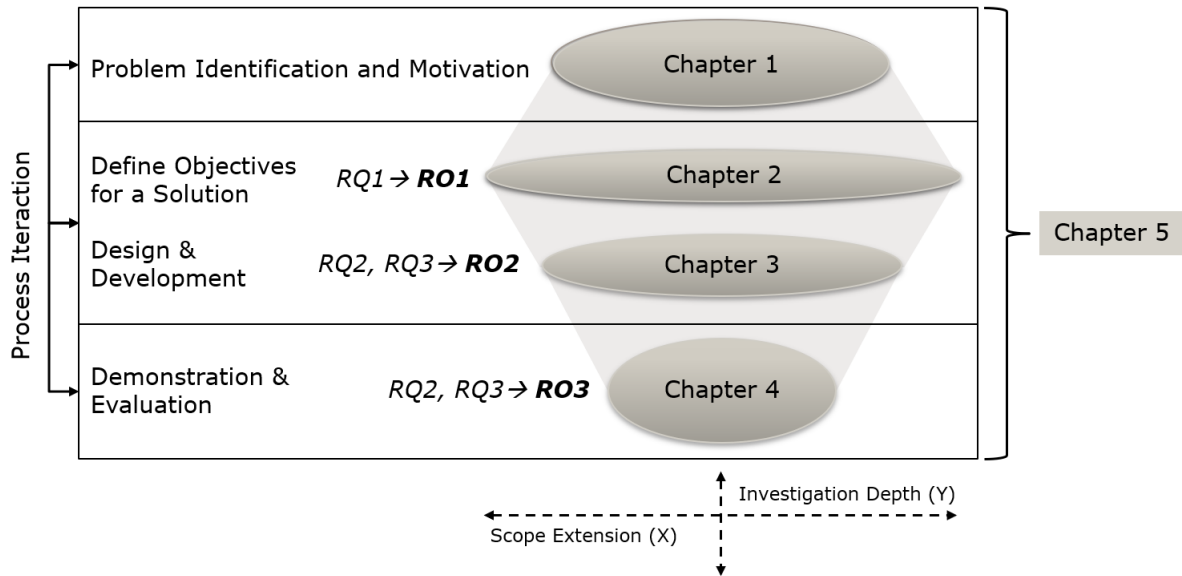 Process Iteraction
Problem Identification and Motivation
Chapter 1
Define Objectives
for a Solution
RQ1→ RO1
Chapter 2
Design &
Development
RQ2, RQ3→ RO2
Chapter 3
Demonstration &
Evaluation
RQ2, RQ3→ RO3
Chapter 4
Chapter 5
Investigation Depth (Y)
Scope Extension (X)